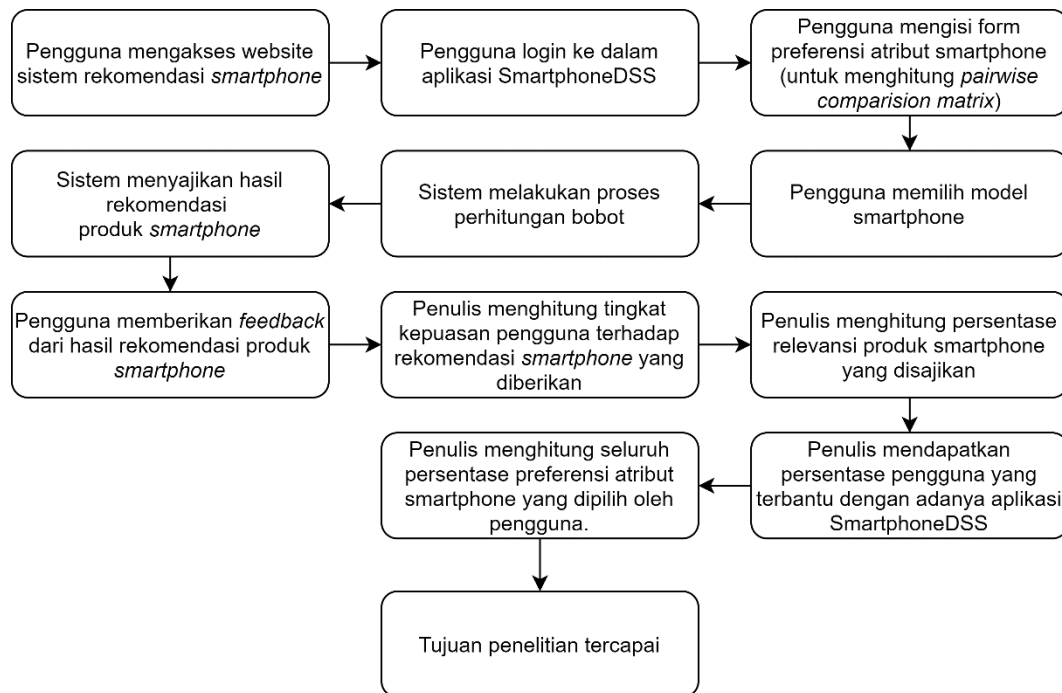 Pengguna mengakses website
sistem rekomendasi smartphone
Pengguna login ke dalam
aplikasi SmartphoneDSS
Pengguna mengisi form
preferensi atribut smartphone
(untuk menghitung pairwise
comparision matrix)
Pengguna memilih model
smartphone
Sistem melakukan proses
perhitungan bobot
Sistem menyajikan hasil
rekomendasi
produk smartphone
Pengguna memberikan feedback
dari hasil rekomendasi produk
smartphone
Penulis menghitung tingkat
kepuasan pengguna terhadap
rekomendasi smartphone yang
diberikan
Penulis menghitung persentase
relevansi produk smartphone
yang disajikan
Penulis mendapatkan
persentase pengguna yang
terbantu dengan adanya aplikasi
SmartphoneDSS
Penulis menghitung seluruh
persentase preferensi atribut
smartphone yang dipilih oleh
pengguna.
Tujuan penelitian tercapai